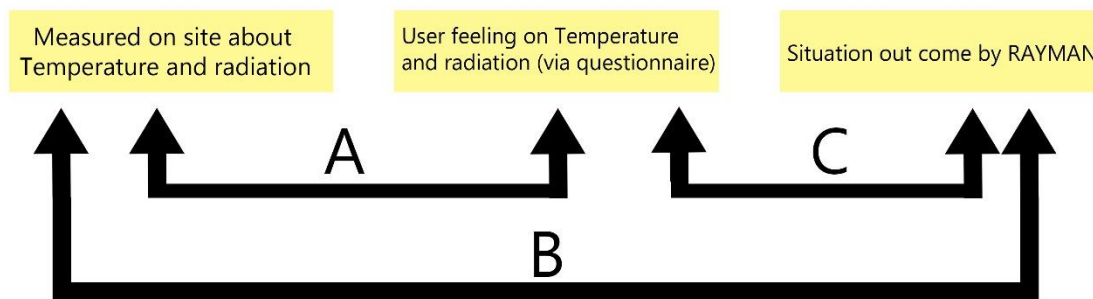 Measured on site about
Temperature and radiation
User feeling on Temperature
and radiation (via questionnaire)
Situation out come by RAYMAN
A
C
B